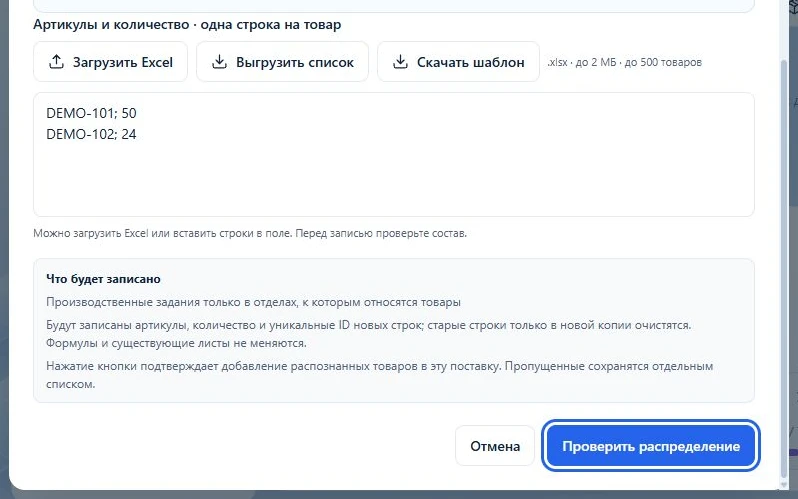 Артикулы и количество · одна строка на товар
Загрузить Excel
Выгрузить список
Скачать шаблон
.xlsx · до 2 МБ · до 500 товаров
DEMO-101; 50
DEMO-102; 24
Можно загрузить Excel или вставить строки в поле. Перед записью проверьте состав.
Что будет записано
Производственные задания только в отделах, к которым относятся товары
Будут записаны артикулы, количество и уникальные ID новых строк; старые строки только в новой копии очистятся.
Формулы и существующие листы не меняются.
Нажатие кнопки подтверждает добавление распознанных товаров в эту поставку. Пропущенные сохранятся отдельным
списком.
Отмена
Проверить распределение